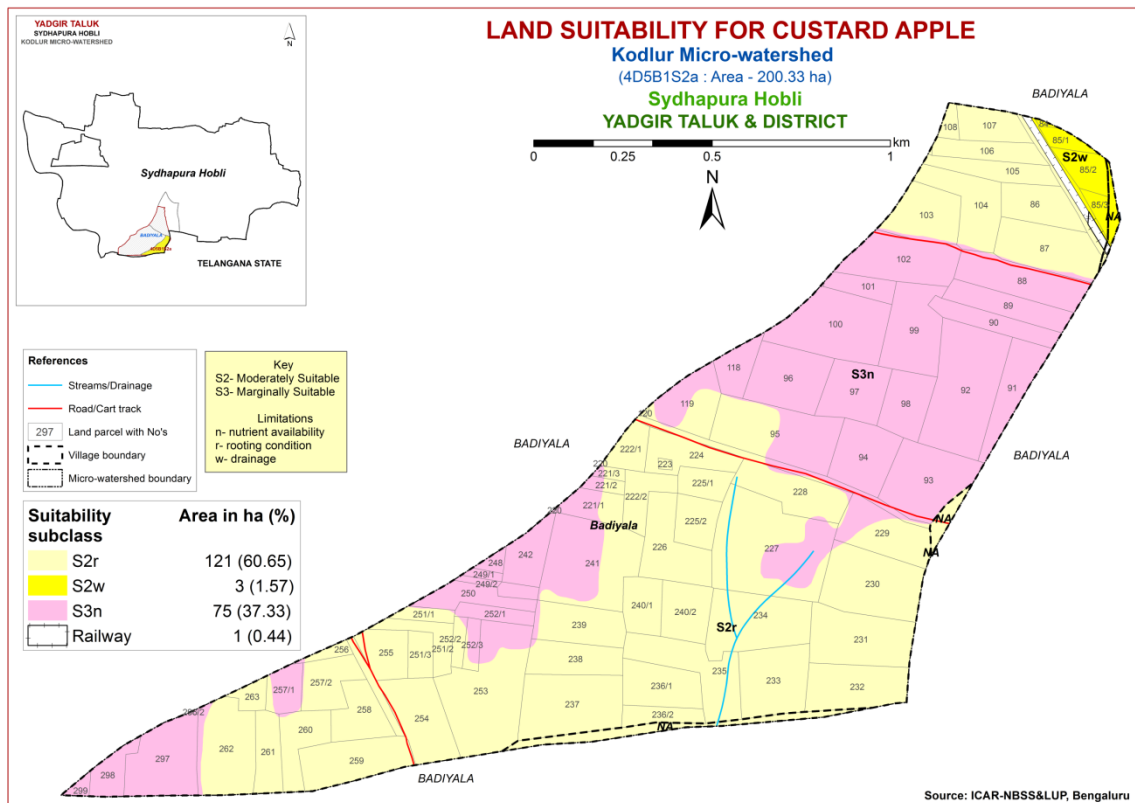 YADGIR TALUK
SYDHAPURA HOBLI
KODLUR MICRO-WATERSHED
N
Sydhapura Hobli
BADIYALA
4D5B1S2a
TELANGANA STATE
LAND SUITABILITY FOR CUSTARD APPLE
Kodlur Micro-watershed
(4D5B1S2a : Area - 200.33 ha)
Sydhapura Hobli
YADGIR TALUK & DISTRICT
0 0.25 0.5 1 km
N
References
Streams/Drainage
Road/Cart track
297 Land parcel with No's
Village boundary
Micro-watershed boundary
Key
S2- Moderately Suitable
S3- Marginally Suitable
Limitations
n- nutrient availability
r- rooting condition
w- drainage
Suitability subclass Area in ha (%)
S2r 121 (60.65)
S2w 3 (1.57)
S3n 75 (37.33)
Railway 1 (0.44)
BADIYALA
108 107 85/1
S2w
106 105 85/2
86 85/3
103 104 NA
87
102 88
101 89
90
100 99
118 96 97 S3n 98 92 91
119
120 95
94 93
BADIYALA
BADIYALA
222/1 224
220 223
221/3
221/2 225/1 228
221/1 222/2
Badiyala 225/2
NA
229
NA
242 226 227
248
249/1 241 230
249/2
250
251/1 252/1 240/1 240/2 234
239 S2r
252/2 231
256 255 251/3 251/2 252/3
238
235
257/1 257/2 253 236/1 233 232
263
258 237
236/2
254 NA
260
262 261
297
259
298
299
BADIYALA
Source: ICAR-NBSS&LUP, Bengaluru